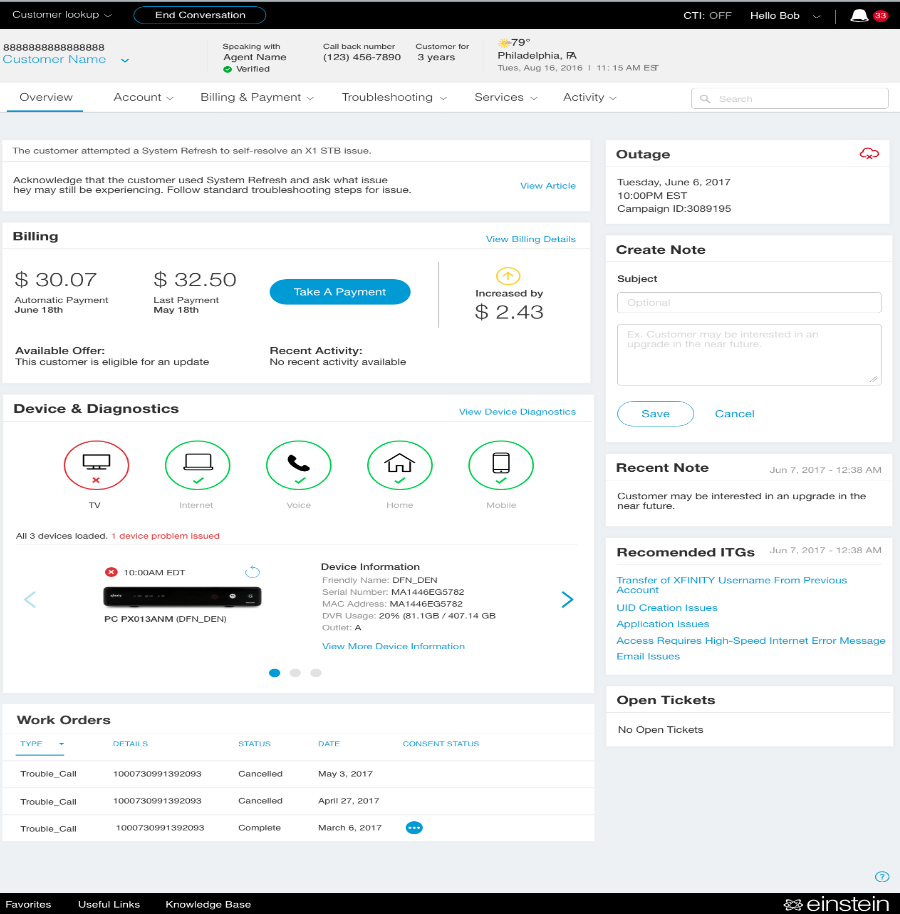 Customer lookup
End Conversation
CTI: OFF
Hello Bob
33
8888888888888888
Customer Name
Speaking with
Agent Name
Verified
Call back number
(123) 456-7890
Customer for
3 years
79°
Philadelphia, PA
Tues, Aug 16, 2016 | 11: 15 AM EST
Overview
Account
Billing & Payment
Troubleshooting
Services
Activity
Search
The customer attempted a System Refresh to self-resolve an X1 STB issue.
Acknowledge that the customer used System Refresh and ask what issue
hey may still be experiencing. Follow standard troubleshooting steps for issue.
View Article
Billing
View Billing Details
$ 30.07
Automatic Payment
June 18th
$ 32.50
Last Payment
May 18th
Take A Payment
Increased by
$ 2.43
Available Offer:
This customer is eligible for an update
Recent Activity:
No recent activity available
Device & Diagnostics
View Device Diagnostics
TV
Internet
Voice
Home
Mobile
All 3 devices loaded. 1 device problem issued
10:00AM EDT
PC PX013ANM (DFN_DEN)
Device Information
Friendly Name: DFN_DEN
Serial Number: MA1446EG5782
MAC Address: MA1446EG5782
DVR Usage: 20% (81.1GB / 407.14 GB
Outlet: A
View More Device Information
Work Orders
TYPE DETAILS STATUS DATE CONSENT STATUS
Trouble_Call 1000730991392093 Cancelled May 3, 2017
Trouble_Call 1000730991392093 Cancelled April 27, 2017
Trouble_Call 1000730991392093 Complete March 6, 2017
Outage
Tuesday, June 6, 2017
10:00PM EST
Campaign ID:3089195
Create Note
Subject
Optional
Ex. Customer may be interested in an
upgrade in the near future.
Save
Cancel
Recent Note
Jun 7, 2017 - 12:38 AM
Customer may be interested in an upgrade in the
near future.
Recomended ITGs
Jun 7, 2017 - 12:38 AM
Transfer of XFINITY Username From Previous
Account
UID Creation Issues
Application Issues
Access Requires High-Speed Internet Error Message
Email Issues
Open Tickets
No Open Tickets
?
Favorites
Useful Links
Knowledge Base
einstein